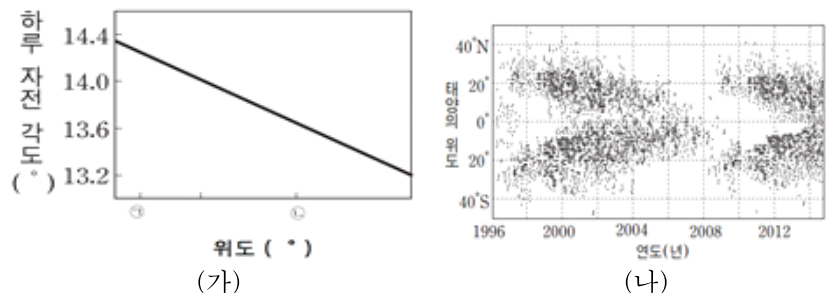 하루 자전 각도 (°)
14.4
14.0
13.6
13.2
㉠ ㉡
위도 ( ° )
(가)
태양의 위도
40°N
20°
0°
20°
40°S
1996 2000 2004 2008 2012
연도(년)
(나)